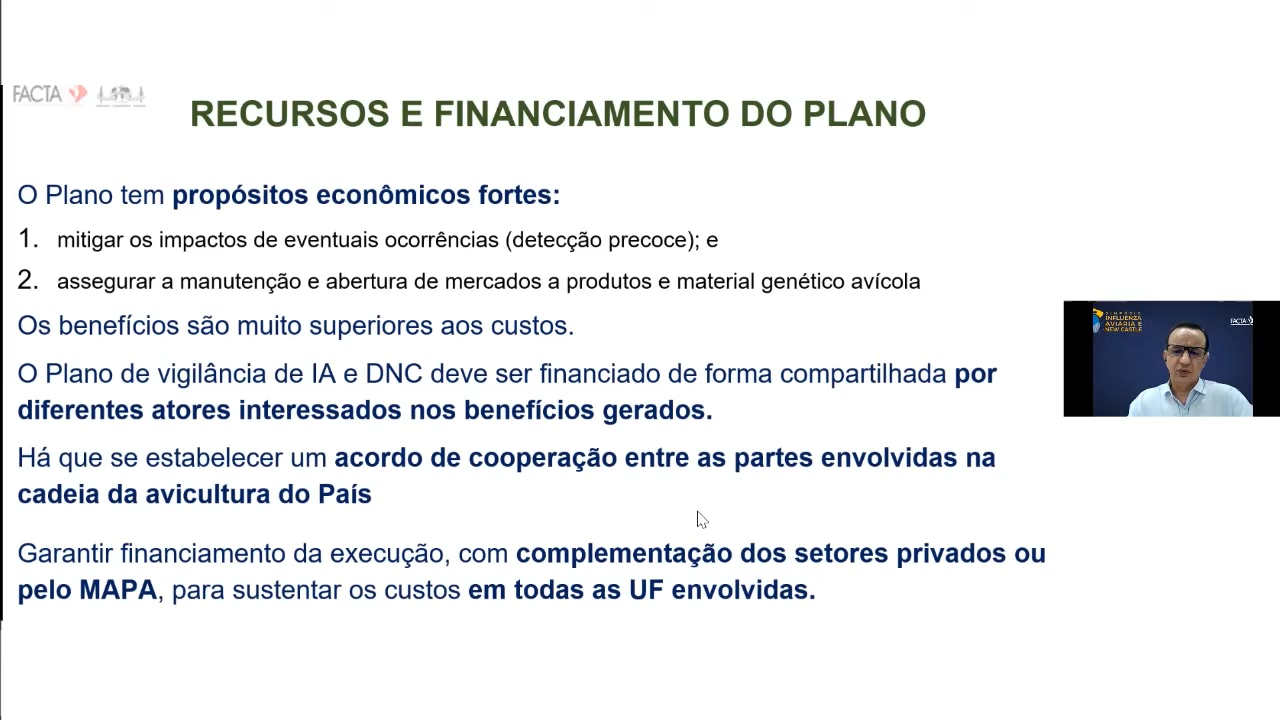 FACTA
RECURSOS E FINANCIAMENTO DO PLANO
O Plano tem propósitos econômicos fortes:
1. mitigar os impactos de eventuais ocorrências (detecção precoce); e
2. assegurar a manutenção e abertura de mercados a produtos e material genético avícola
Os benefícios são muito superiores aos custos.
O Plano de vigilância de IA e DNC deve ser financiado de forma compartilhada por
diferentes atores interessados nos benefícios gerados.
Há que se estabelecer um acordo de cooperação entre as partes envolvidas na
cadeia da avicultura do País
Garantir financiamento da execução, com complementação dos setores privados ou
pelo MAPA, para sustentar os custos em todas as UF envolvidas.
SIMPÓSIO
INFLUENZA
AVIARIA E
NEW CASTLE
FACTA